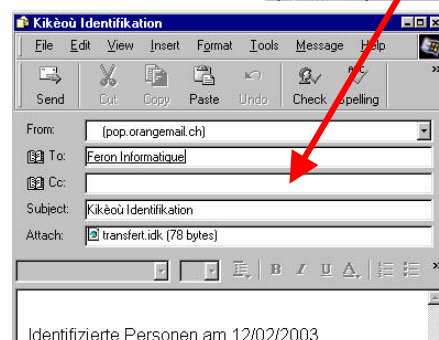 Kikèoù Identifikation
File Edit View Insert Format Tools Message Help
Send Cut Copy Paste Undo Check Spelling
From: (pop.orangemail.ch)
To: Feron Informatique
Cc:
Subject: Kikèoù Identifikation
Attach: transfert.idk (78 bytes)
B I U A
Identifizierte Personen am 12/02/2003